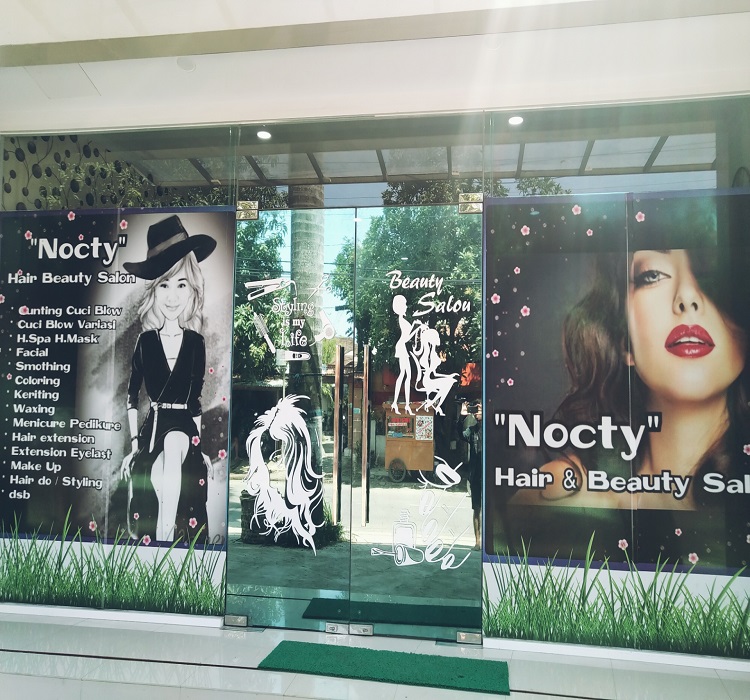 "Nocty"
Hair Beauty Salon
Gunting Cuci Blow
Cuci Blow Variasi
H.Spa H.Mask
Facial
Smothing
Coloring
Keriting
Waxing
Menicure Pedikure
Hair extension
Extension Eyelast
Make Up
Hair do / Styling
dsb
Styling
is my
Life
Beauty
Salon
"Nocty"
Hair & Beauty Sal